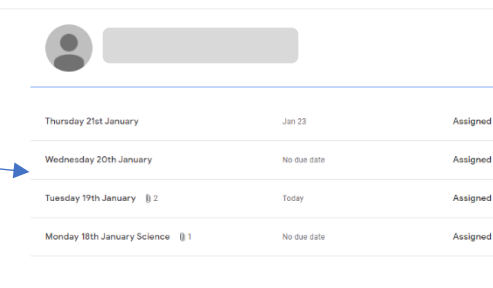 Thursday 21st January Jan 23 Assigned
Wednesday 20th January No due date Assigned
Tuesday 19th January 2 Today Assigned
Monday 18th January Science 1 No due date Assigned